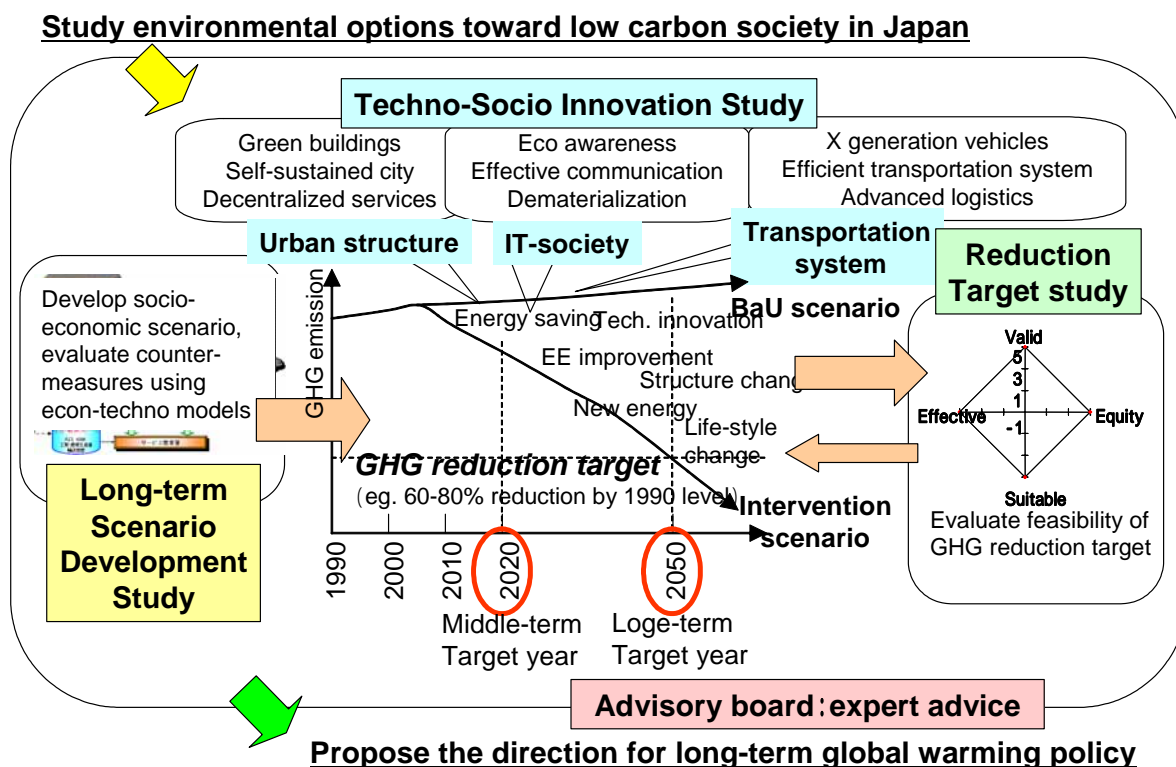 Study environmental options toward low carbon society in Japan
Techno-Socio Innovation Study
Green buildings
Self-sustained city
Decentralized services
Eco awareness
Effective communication
Dematerialization
X generation vehicles
Efficient transportation system
Advanced logistics
Urban structure
IT-society
Transportation
system
Reduction
Target study
Develop socio-
economic scenario,
evaluate counter-
measures using
econ-techno models
Long-term
Scenario
Development
Study
GHG emission
BaU scenario
Energy saving
Tech. innovation
EE improvement
Structure chang
New energy
Life-style
change
GHG reduction target
(eg. 60-80% reduction by 1990 level)
Intervention
scenario
1990
2000
2010
2020
2050
Middle-term
Target year
Loge-term
Target year
Valid
5
3
1
-1
Effective
Equity
Suitable
Evaluate feasibility of
GHG reduction target
Advisory board:expert advice
Propose the direction for long-term global warming policy